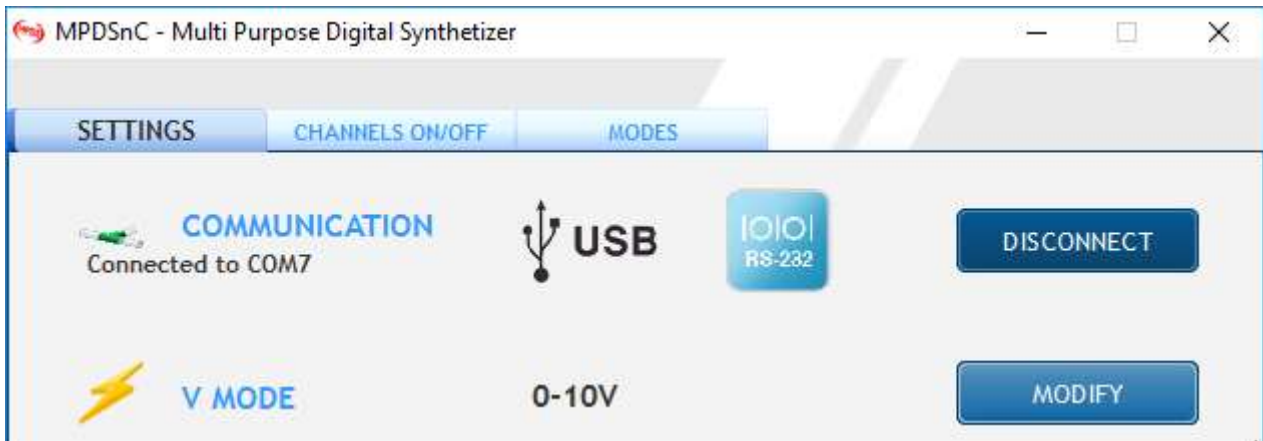 MPDSnC - Multi Purpose Digital Synthetizer
SETTINGS CHANNELS ON/OFF MODES
COMMUNICATION
Connected to COM7
USB
|O|O|
RS-232
DISCONNECT
V MODE
0-10V
MODIFY